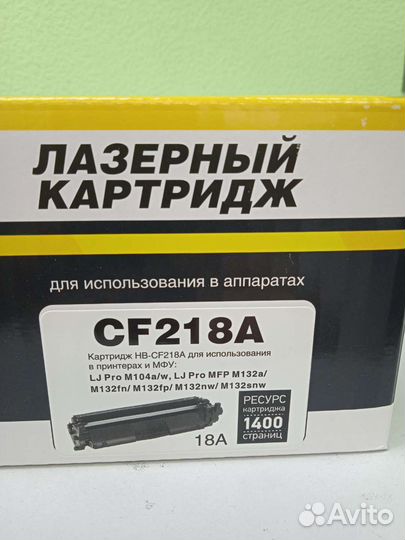 ЛАЗЕРНЫЙ
КАРТРИДЖ
для использования в аппаратах
CF218A
Картридж HB-CF218A для использования
в принтерах и МФУ:
LJ Pro M104a/w, LJ Pro MFP M132a/
M132fn/ M132fp/ M132nw/ M132snw
РЕСУРС
картриджа
1400
страниц
18A
Avito